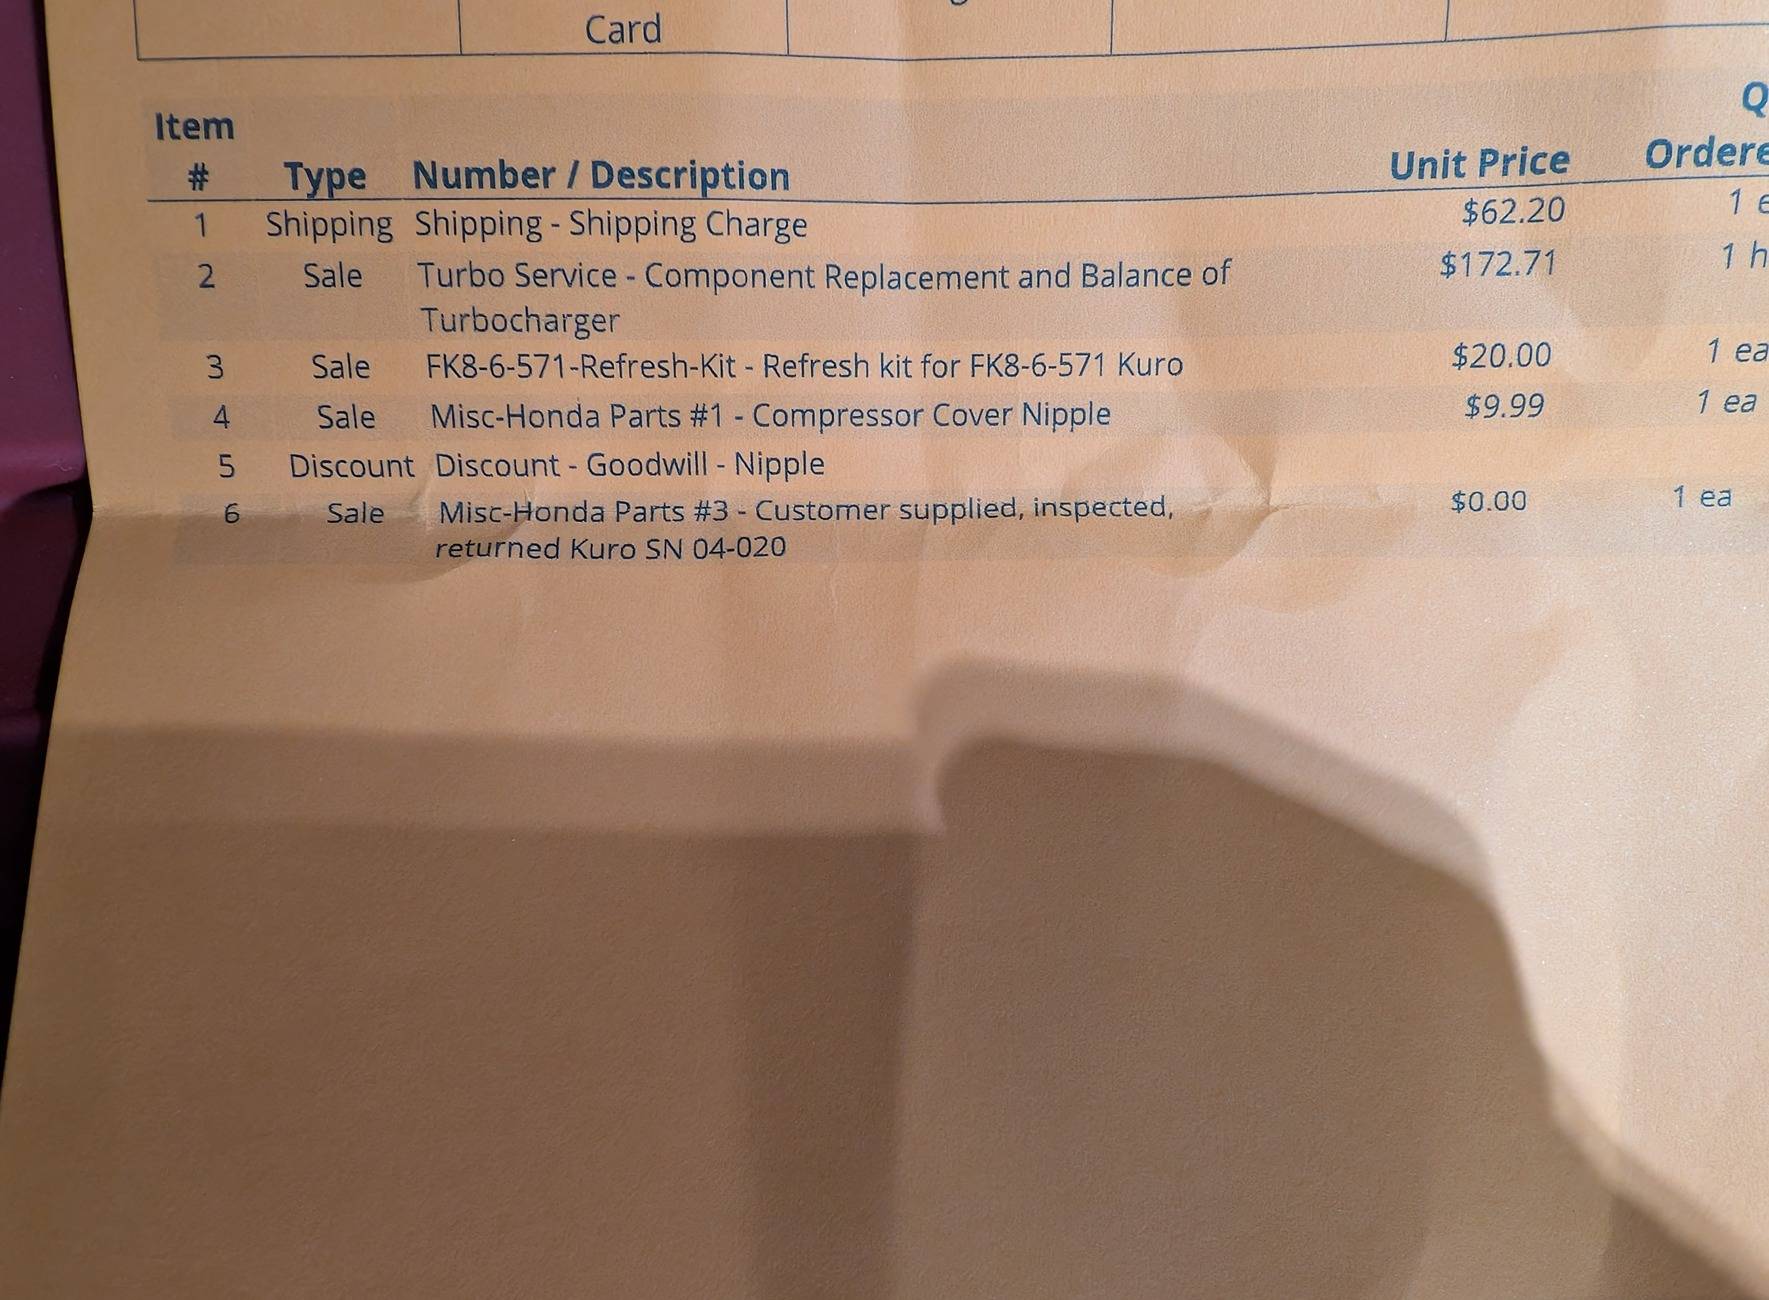 Card
Item
#	Type	Number / Description	Unit Price	Ordere
1	Shipping	Shipping - Shipping Charge	$62.20	1
2	Sale	Turbo Service - Component Replacement and Balance of	$172.71	1 h
Turbocharger
3	Sale	FK8-6-571-Refresh-Kit - Refresh kit for FK8-6-571 Kuro	$20.00	1 ea
4	Sale	Misc-Honda Parts #1 - Compressor Cover Nipple	$9.99	1 ea
5	Discount	Discount - Goodwill - Nipple
6	Sale	Misc-Honda Parts #3 - Customer supplied, inspected,	$0.00	1 ea
returned Kuro SN 04-020